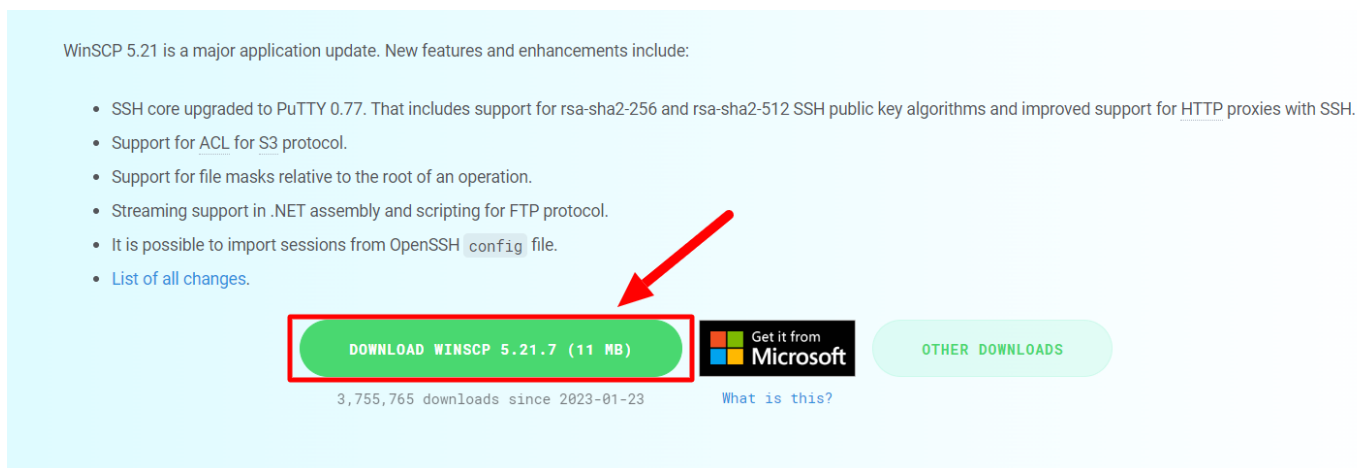 WinSCP 5.21 is a major application update. New features and enhancements include:
• SSH core upgraded to PuTTY 0.77. That includes support for rsa-sha2-256 and rsa-sha2-512 SSH public key algorithms and improved support for HTTP proxies with SSH.
• Support for ACL for S3 protocol.
• Support for file masks relative to the root of an operation.
• Streaming support in .NET assembly and scripting for FTP protocol.
• It is possible to import sessions from OpenSSH config file.
• List of all changes.
DOWNLOAD WINSCP 5.21.7 (11 MB)
Get it from
Microsoft
OTHER DOWNLOADS
3,755,765 downloads since 2023-01-23
What is this?